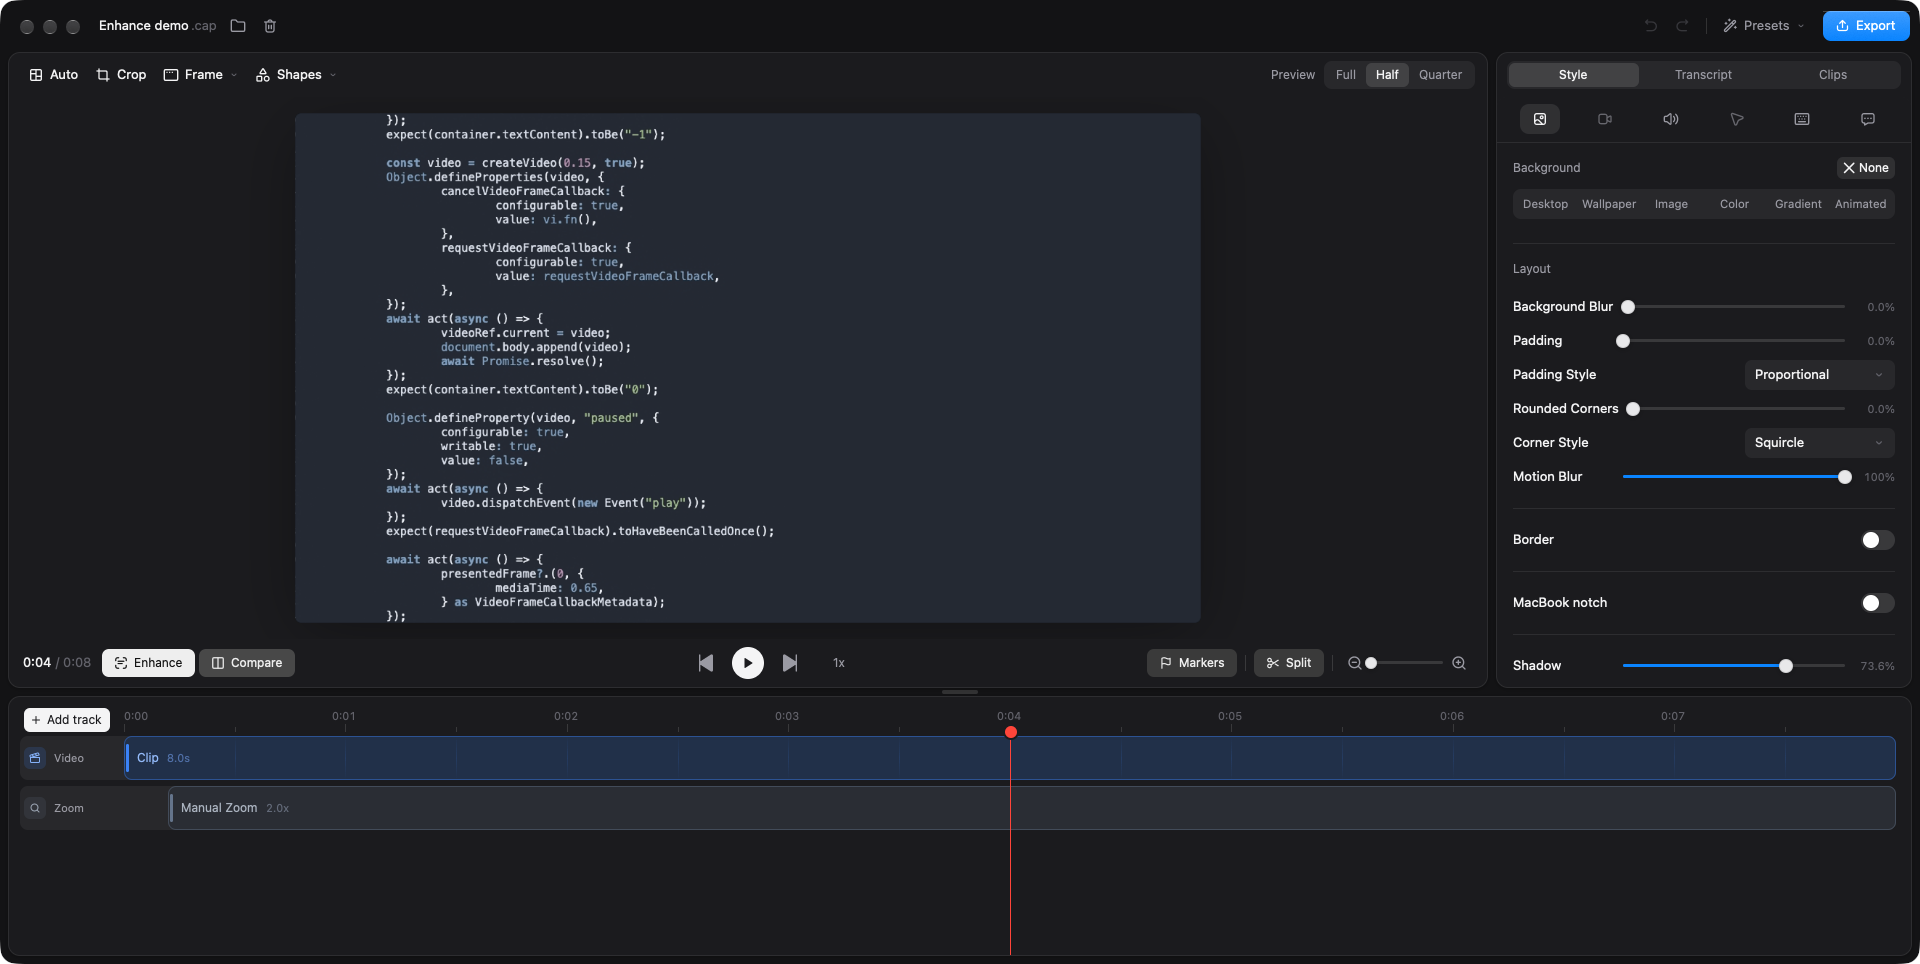 Enhance demo .cap
Presets
Export
Auto
Crop
Frame
Shapes
Preview
Full
Half
Quarter
});
expect(container.textContent).toBe("-1");
const video = createVideo(0.15, true);
Object.defineProperties(video, {
cancelVideoFrameCallback: {
configurable: true,
value: vi.fn(),
},
requestVideoFrameCallback: {
configurable: true,
value: requestVideoFrameCallback,
},
});
await act(async () => {
videoRef.current = video;
document.body.append(video);
await Promise.resolve();
});
expect(container.textContent).toBe("0");
Object.defineProperty(video, "paused", {
configurable: true,
writable: true,
value: false,
});
await act(async () => {
video.dispatchEvent(new Event("play"));
});
expect(requestVideoFrameCallback).toHaveBeenCalledOnce();
await act(async () => {
presentedFrame?.(0, {
mediaTime: 0.65,
} as VideoFrameCallbackMetadata);
});
0:04 / 0:08
Enhance
Compare
1x
Markers
Split
Style
Transcript
Clips
Background
None
Desktop
Wallpaper
Image
Color
Gradient
Animated
Layout
Background Blur 0.0%
Padding 0.0%
Padding Style Proportional
Rounded Corners 0.0%
Corner Style Squircle
Motion Blur 100%
Border
MacBook notch
Shadow 73.6%
+ Add track
0:00 0:01 0:02 0:03 0:04 0:05 0:06 0:07
Video
Clip 8.0s
Zoom
Manual Zoom 2.0x